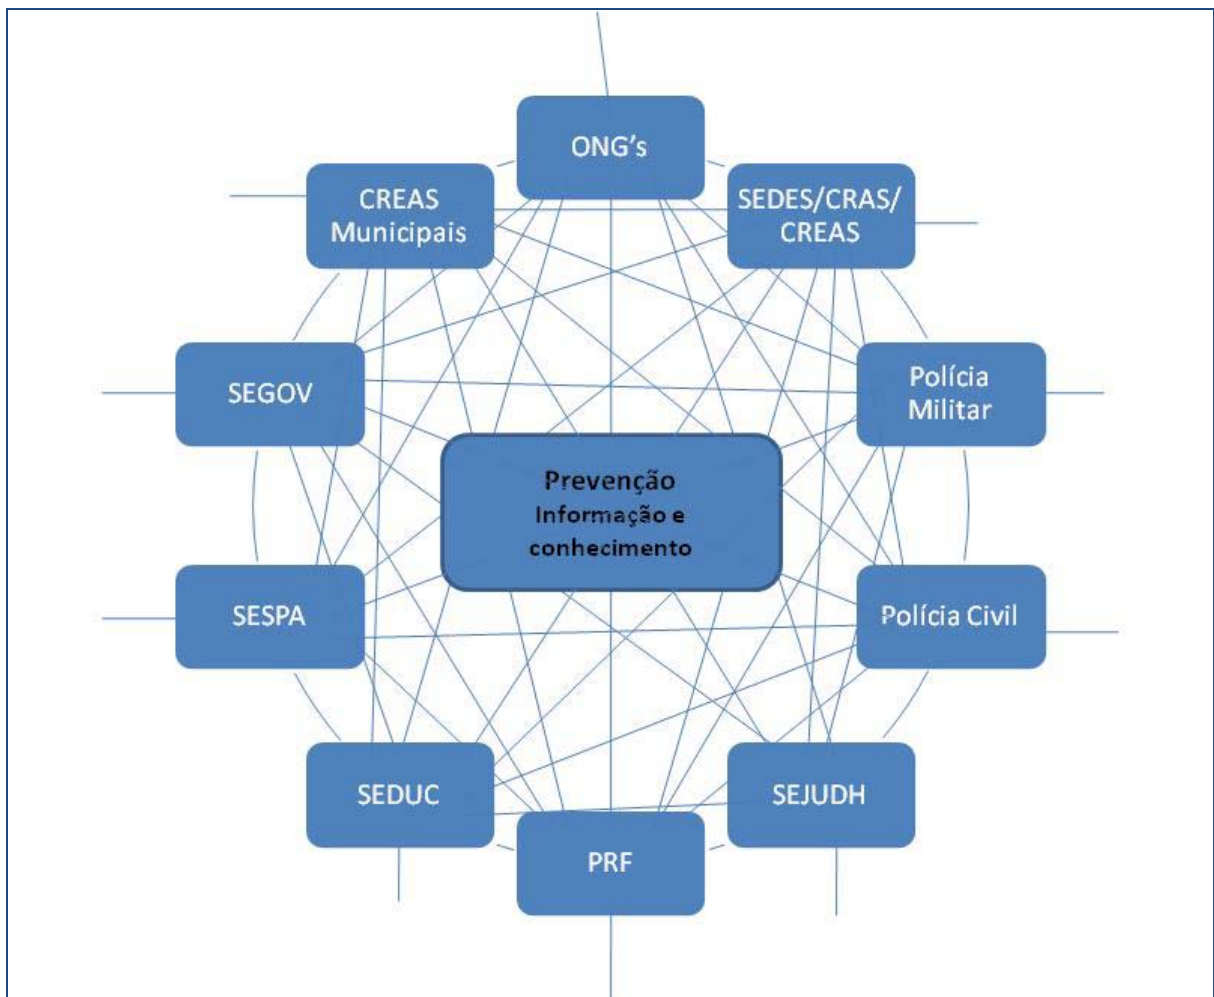 ONG's
CREAS
Municipais
SEDES/CRAS/
CREAS
SEGOV
Polícia
Militar
Prevenção
Informação e
conhecimento
SESPA
Polícia Civil
SEDUC
SEJUDH
PRF